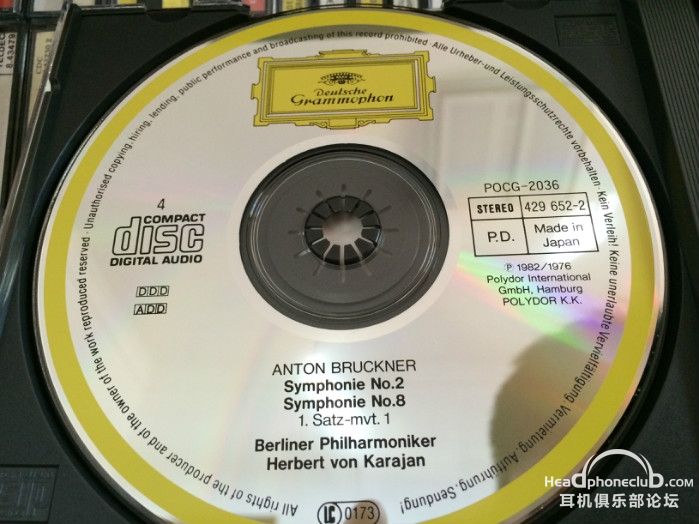 Deutsche
Grammophon
· Unauthorised copying, hiring, lending, public performance and broadcasting of this record prohibited · Alle Urheber-und Leistungsschutzrechte vorbehalten · Kein Verleih! Keine unerlaubte Vervielfältigung, Vermietung, Aufführung, Sendung!
All rights of the producer and of the owner of the work reproduced reserved
4
COMPACT
disc
DIGITAL AUDIO
DDD
ADD
POCG-2036
STEREO 429 652-2
P.D. Made in
Japan
℗ 1982/1976
Polydor International
GmbH, Hamburg
POLYDOR K.K.
ANTON BRUCKNER
Symphonie No.2
Symphonie No.8
1. Satz-mvt. 1
Berliner Philharmoniker
Herbert von Karajan
LC 0173
TELDEC
8.43479
Headphoneclub.com
耳机俱乐部论坛